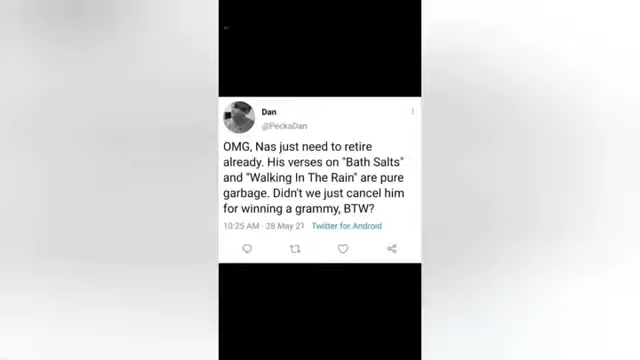 Dan
@PeckaDan
OMG, Nas just need to retire
already. His verses on "Bath Salts"
and "Walking In The Rain" are pure
garbage. Didn't we just cancel him
for winning a grammy, BTW?
10:25 AM · 28 May 21 Twitter for Android